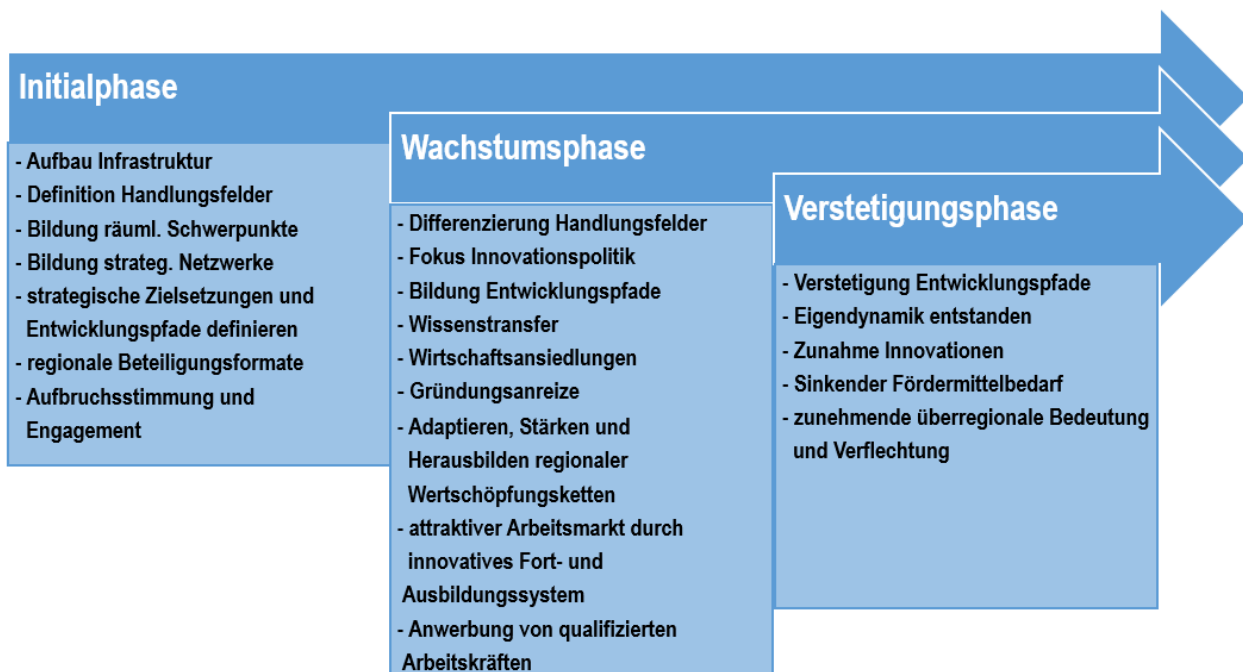 Initialphase
- Aufbau Infrastruktur
- Definition Handlungsfelder
- Bildung räuml. Schwerpunkte
- Bildung strateg. Netzwerke
- strategische Zielsetzungen und
Entwicklungspfade definieren
- regionale Beteiligungsformate
- Aufbruchsstimmung und
Engagement
Wachstumsphase
- Differenzierung Handlungsfelder
- Fokus Innovationspolitik
- Bildung Entwicklungspfade
- Wissenstransfer
- Wirtschaftsansiedlungen
- Gründungsanreize
- Adaptieren, Stärken und
Herausbilden regionaler
Wertschöpfungsketten
- attraktiver Arbeitsmarkt durch
innovatives Fort- und
Ausbildungssystem
- Anwerbung von qualifizierten
Arbeitskräften
Verstetigungsphase
- Verstetigung Entwicklungspfade
- Eigendynamik entstanden
- Zunahme Innovationen
- Sinkender Fördermittelbedarf
- zunehmende überregionale Bedeutung
und Verflechtung